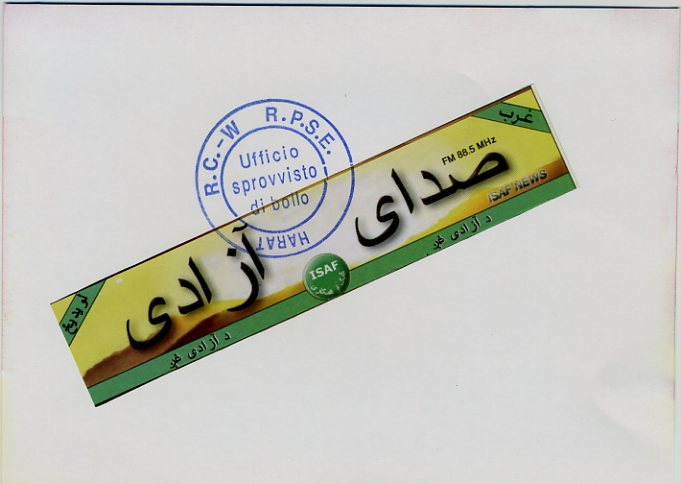 R.C.-W R.P.S.E.
Ufficio
sprovvisto
di bollo
HARAT
غرب
FM 88.5 MHz
صدای آزادی
ISAF NEWS
د آزادی غږ
ISAF
د آزادی غږ
لویدیځ